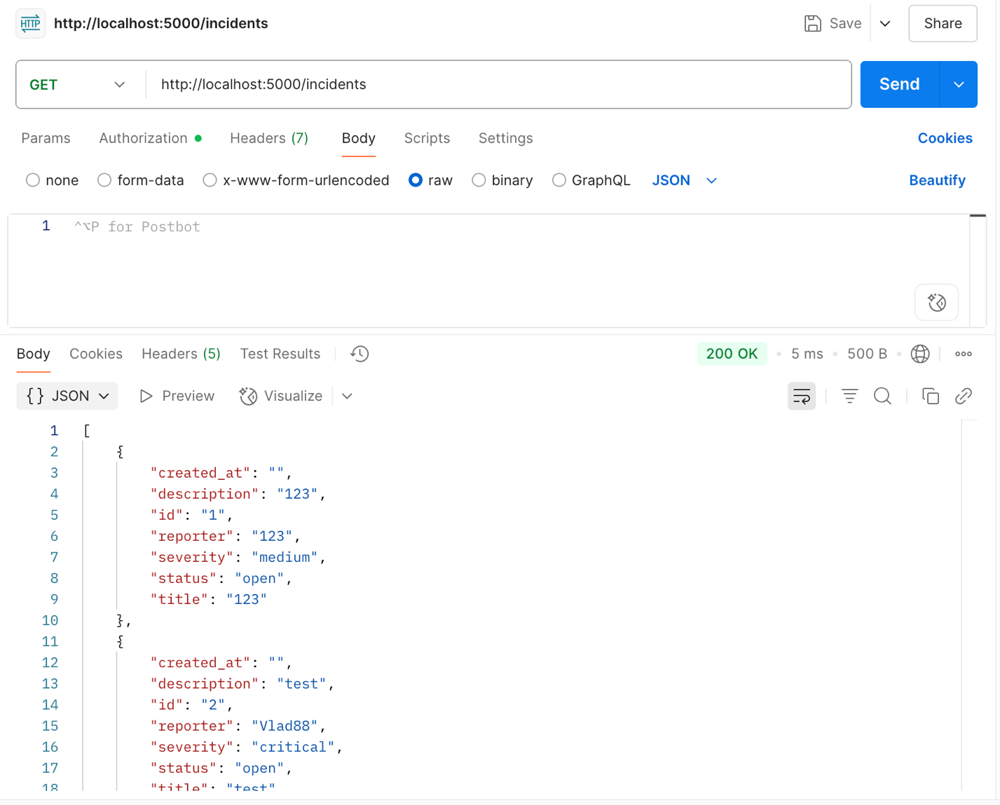 HTTP http://localhost:5000/incidents Save Share
GET http://localhost:5000/incidents Send
Params Authorization Headers (7) Body Scripts Settings Cookies
none form-data x-www-form-urlencoded raw binary GraphQL JSON Beautify
1 ^⌥P for Postbot
Body Cookies Headers (5) Test Results 200 OK • 5 ms • 500 B •
{} JSON Preview Visualize
1 [
2 {
3 "created_at": "",
4 "description": "123",
5 "id": "1",
6 "reporter": "123",
7 "severity": "medium",
8 "status": "open",
9 "title": "123"
10 },
11 {
12 "created_at": "",
13 "description": "test",
14 "id": "2",
15 "reporter": "Vlad88",
16 "severity": "critical",
17 "status": "open",
18 "title": "test"